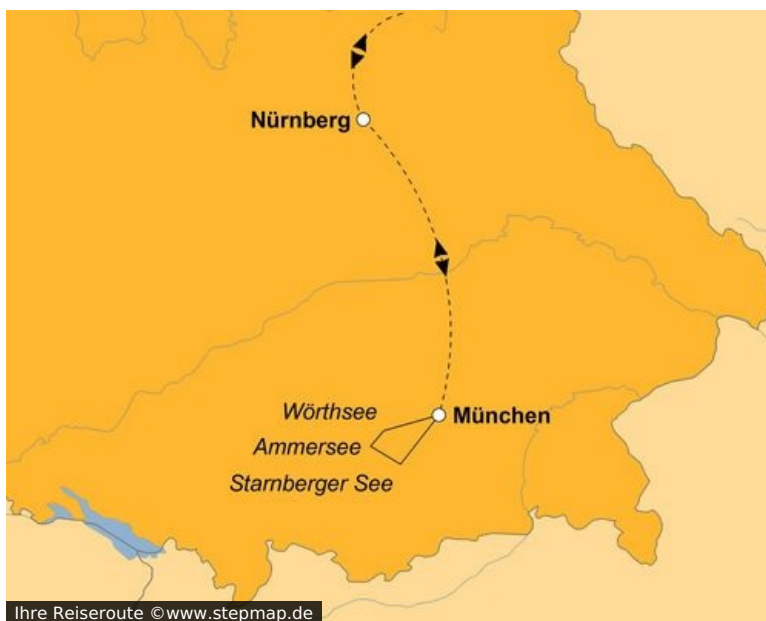 Nürnberg
Wörthsee
München
Ammersee
Starnberger See
Ihre Reiseroute ©www.stepmap.de